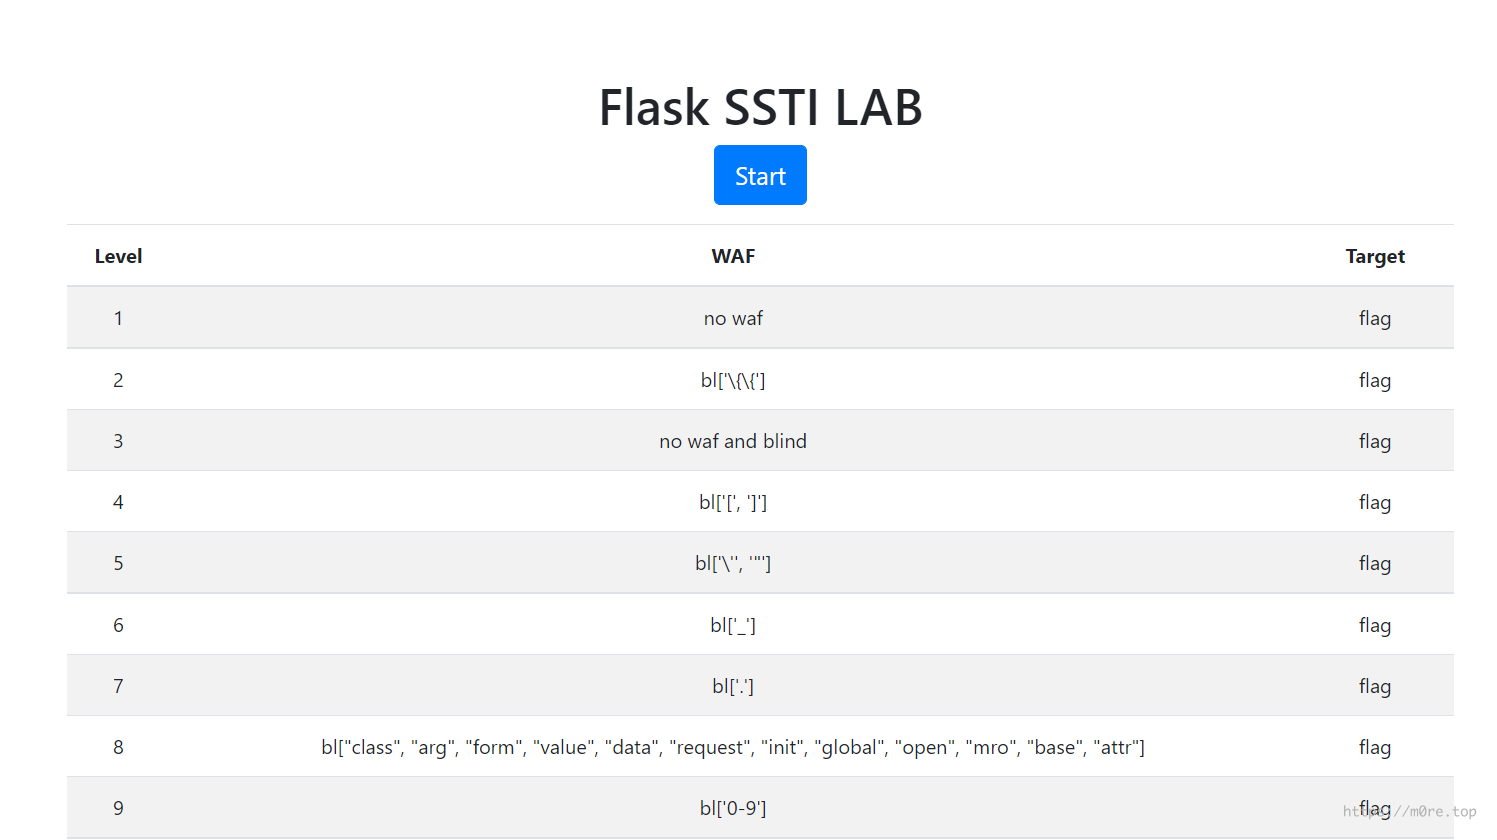 Flask SSTI LAB
Start
Level WAF Target
1 no waf flag
2 bl['\{\{'] flag
3 no waf and blind flag
4 bl['[', ']'] flag
5 bl['\'', '"'] flag
6 bl['_'] flag
7 bl['.'] flag
8 bl["class", "arg", "form", "value", "data", "request", "init", "global", "open", "mro", "base", "attr"] flag
9 bl['0-9'] flag
https://m0re.top